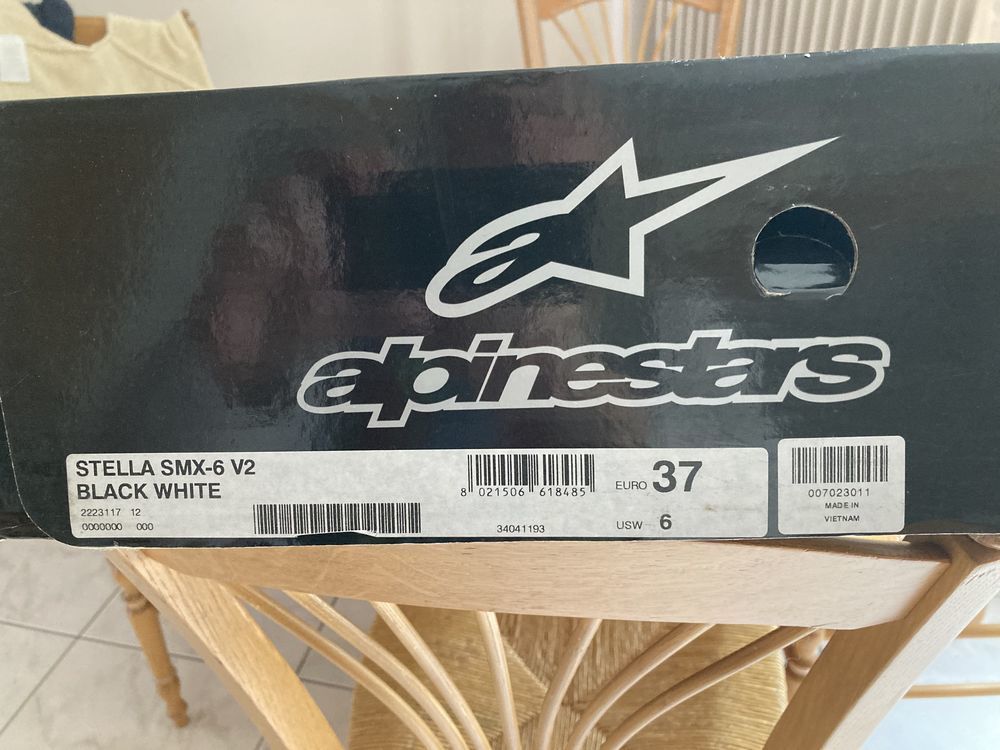 alpinestars
STELLA SMX-6 V2
BLACK WHITE
2223117 12
0000000 000
8 021506 618485
34041193
EURO 37
USW 6
007023011
MADE IN
VIETNAM